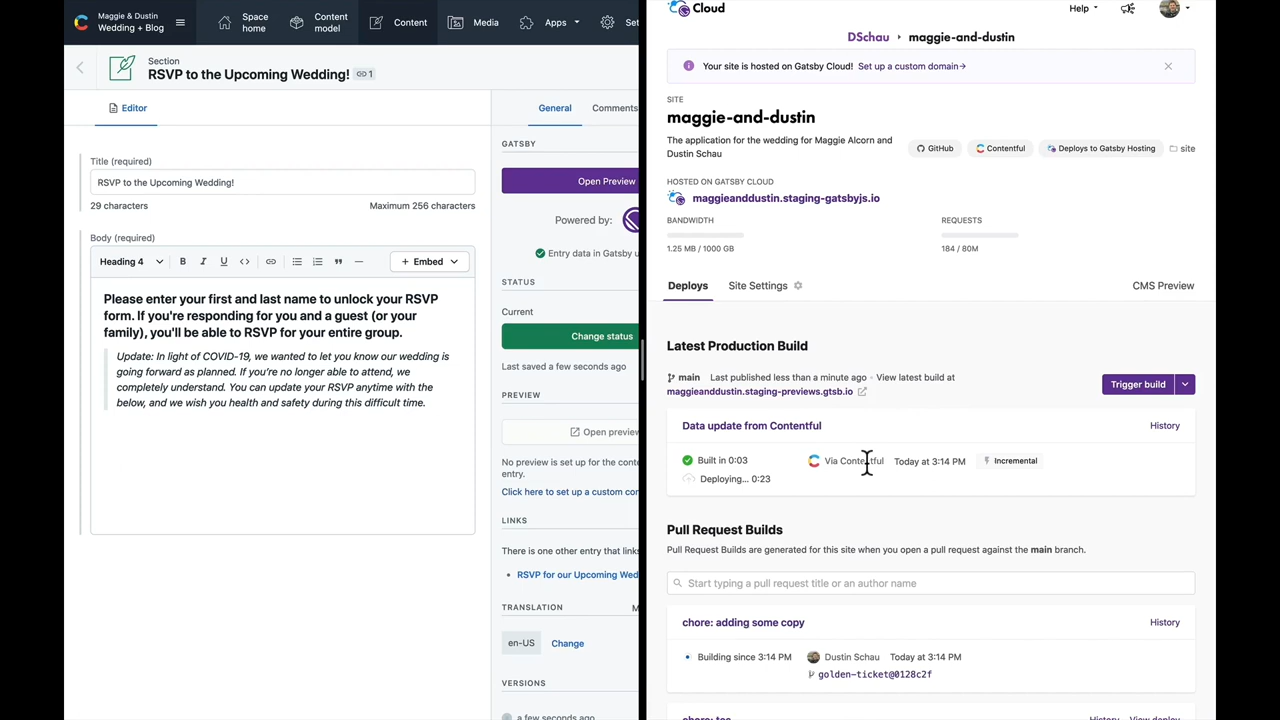 Maggie & Dustin
Wedding + Blog
Space
home
Content
model
Content
Media
Apps
Section
RSVP to the Upcoming Wedding!
1
Editor
Title (required)
RSVP to the Upcoming Wedding!
29 characters
Maximum 256 characters
Body (required)
Heading 4
B
I
U
Embed
Please enter your first and last name to unlock your RSVP
form. If you're responding for you and a guest (or your
family), you'll be able to RSVP for your entire group.
Update: In light of COVID-19, we wanted to let you know our wedding is
going forward as planned. If you're no longer able to attend, we
completely understand. You can update your RSVP anytime with the
below, and we wish you health and safety during this difficult time.
General
Comments
GATSBY
Open Preview
Powered by:
Entry data in Gatsby
STATUS
Current
Change status
Last saved a few seconds ago
PREVIEW
Open preview
No preview is set up for the
entry.
Click here to set up a custom
LINKS
There is one other entry that
RSVP for our Upcoming
TRANSLATION
en-US
Change
VERSIONS
a few seconds ago
Cloud
Help
DSchau
maggie-and-dustin
Your site is hosted on Gatsby Cloud! Set up a custom domain→
SITE
maggie-and-dustin
The application for the wedding for Maggie Alcorn and
Dustin Schau
GitHub
Contentful
Deploys to Gatsby Hosting
site
HOSTED ON GATSBY CLOUD
maggieanddustin.staging-gatsbyjs.io
BANDWIDTH
1.25 MB / 1000 GB
REQUESTS
184 / 80M
Deploys
Site Settings
CMS Preview
Latest Production Build
main Last published less than a minute ago - View latest build at
maggieanddustin.staging-previews.gtsb.io
Trigger build
Data update from Contentful
History
Built in 0:03
Via Contentful
Today at 3:14 PM
Incremental
Deploying... 0:23
Pull Request Builds
Pull Request Builds are generated for this site when you open a pull request against the main branch.
Start typing a pull request title or an author name
chore: adding some copy
History
Building since 3:14 PM
Dustin Schau
Today at 3:14 PM
golden-ticket@0128c2f
History
View deploy